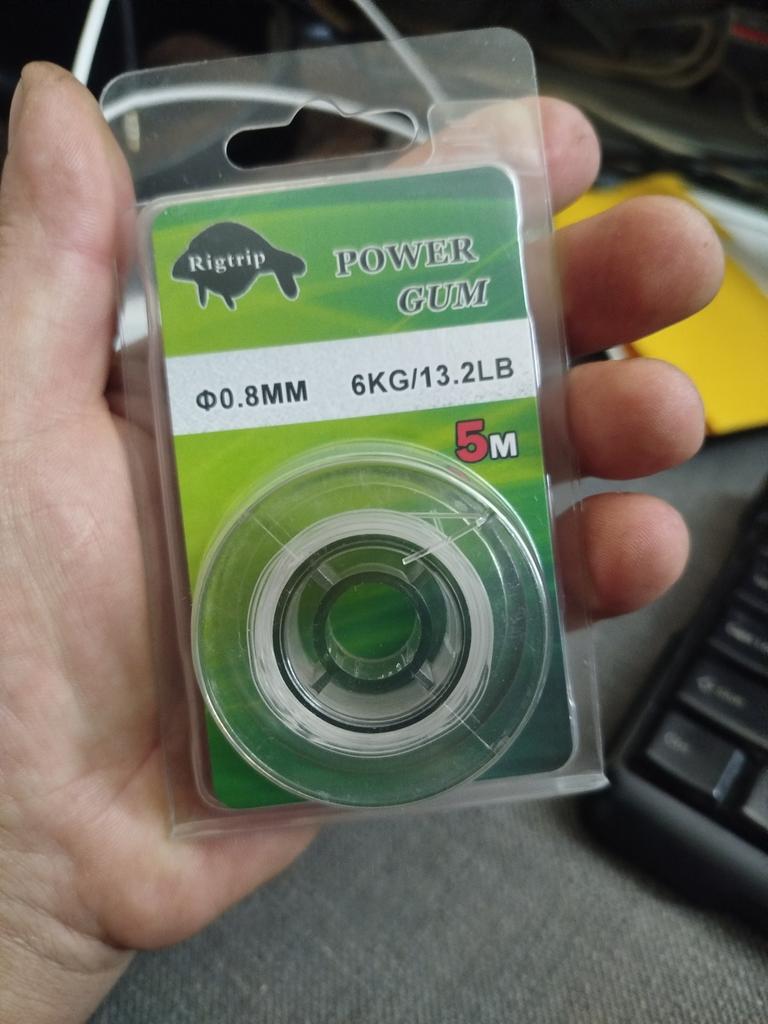 Rigtrip
POWER
GUM
Φ0.8MM 6KG/13.2LB
5M